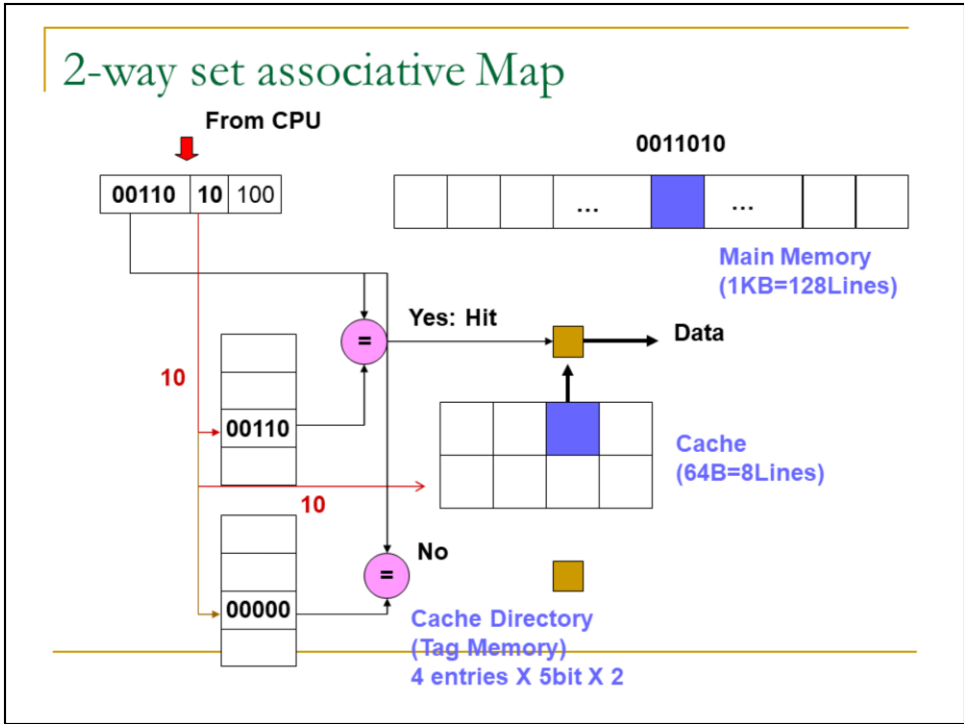 2-way set associative Map
From CPU
0011010
00110 10 100
... ...
Main Memory
(1KB=128Lines)
Yes: Hit
=
Data
10
00110
Cache
(64B=8Lines)
10
No
=
00000
Cache Directory
(Tag Memory)
4 entries X 5bit X 2